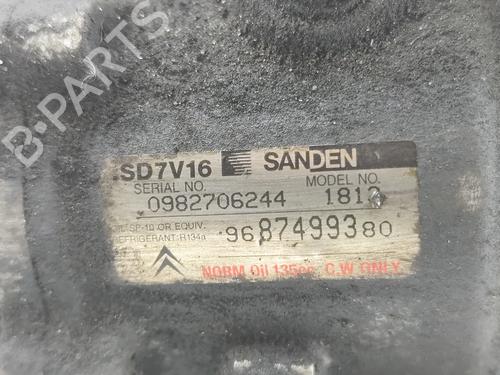 B-PARTS
SD7V16 SANDEN
SERIAL NO. MODEL NO.
0982706244
SP-10 OR EQUIV.
REFRIGERANT:R134a
9687499380
NORM Oil 135cc C.W ONLY